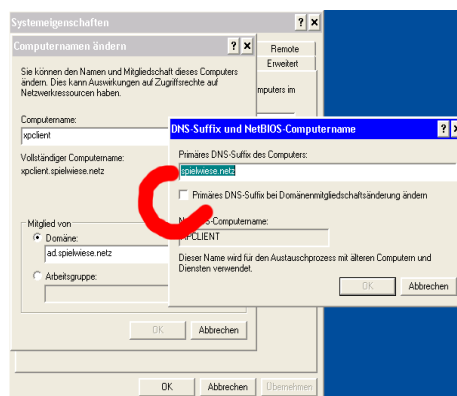 Systemeigenschaften
Computernamen ändern
Remote
Erweitert
Sie können den Namen und Mitgliedschaft dieses Computers
ändern. Dies kann Auswirkungen auf Zugriffsrechte auf
Netzwerkressourcen haben.
mputers im
Computername:
xpclient
Vollständiger Computername:
xpclient.spielwiese.netz
Mitglied von
Domäne:
ad.spielwiese.netz
Arbeitsgruppe:
OK
Abbrechen
DNS-Suffix und NetBIOS-Computername
Primäres DNS-Suffix des Computers:
spielwiese.netz
Primäres DNS-Suffix bei Domänenmitgliedschaftsänderung ändern
-Computername:
PCLIENT
Dieser Name wird für den Austauschprozess mit älteren Computern und
Diensten verwendet.
OK
Abbrechen
OK
Abbrechen
Übernehmen